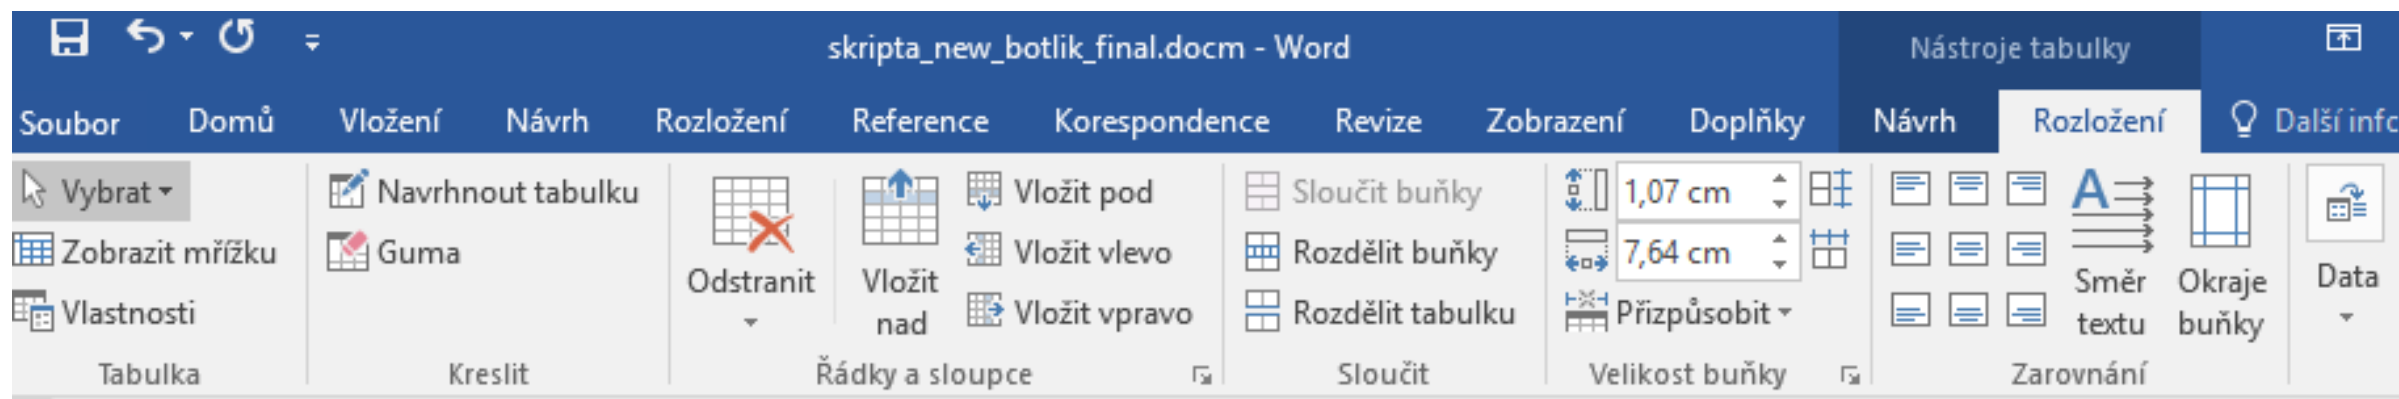 skripta_new_botlik_final.docm - Word
Nástroje tabulky
Soubor Domů Vložení Návrh Rozložení Reference Korespondence Revize Zobrazení Doplňky Návrh Rozložení Další info
Vybrat
Zobrazit mřížku
Vlastnosti
Tabulka
Navrhnout tabulku
Guma
Kreslit
Odstranit
Vložit
nad
Vložit pod
Vložit vlevo
Vložit vpravo
Řádky a sloupce
Sloučit buňky
Rozdělit buňky
Rozdělit tabulku
Sloučit
1,07 cm
7,64 cm
Přizpůsobit
Velikost buňky
Směr
textu
Okraje
buňky
Zarovnání
Data